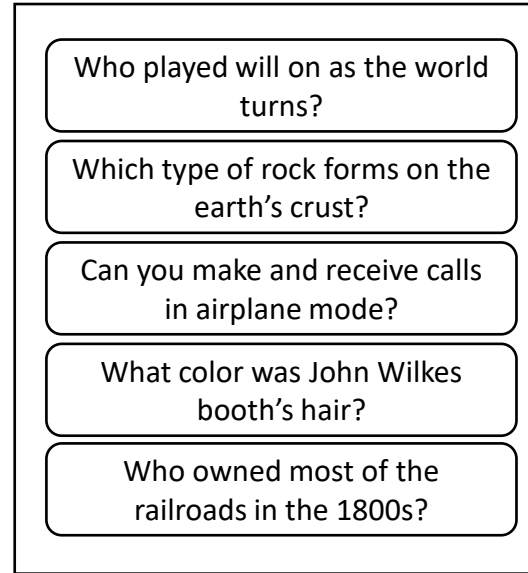 Who played will on as the world
turns?
Which type of rock forms on the
earth’s crust?
Can you make and receive calls
in airplane mode?
What color was John Wilkes
booth’s hair?
Who owned most of the
railroads in the 1800s?